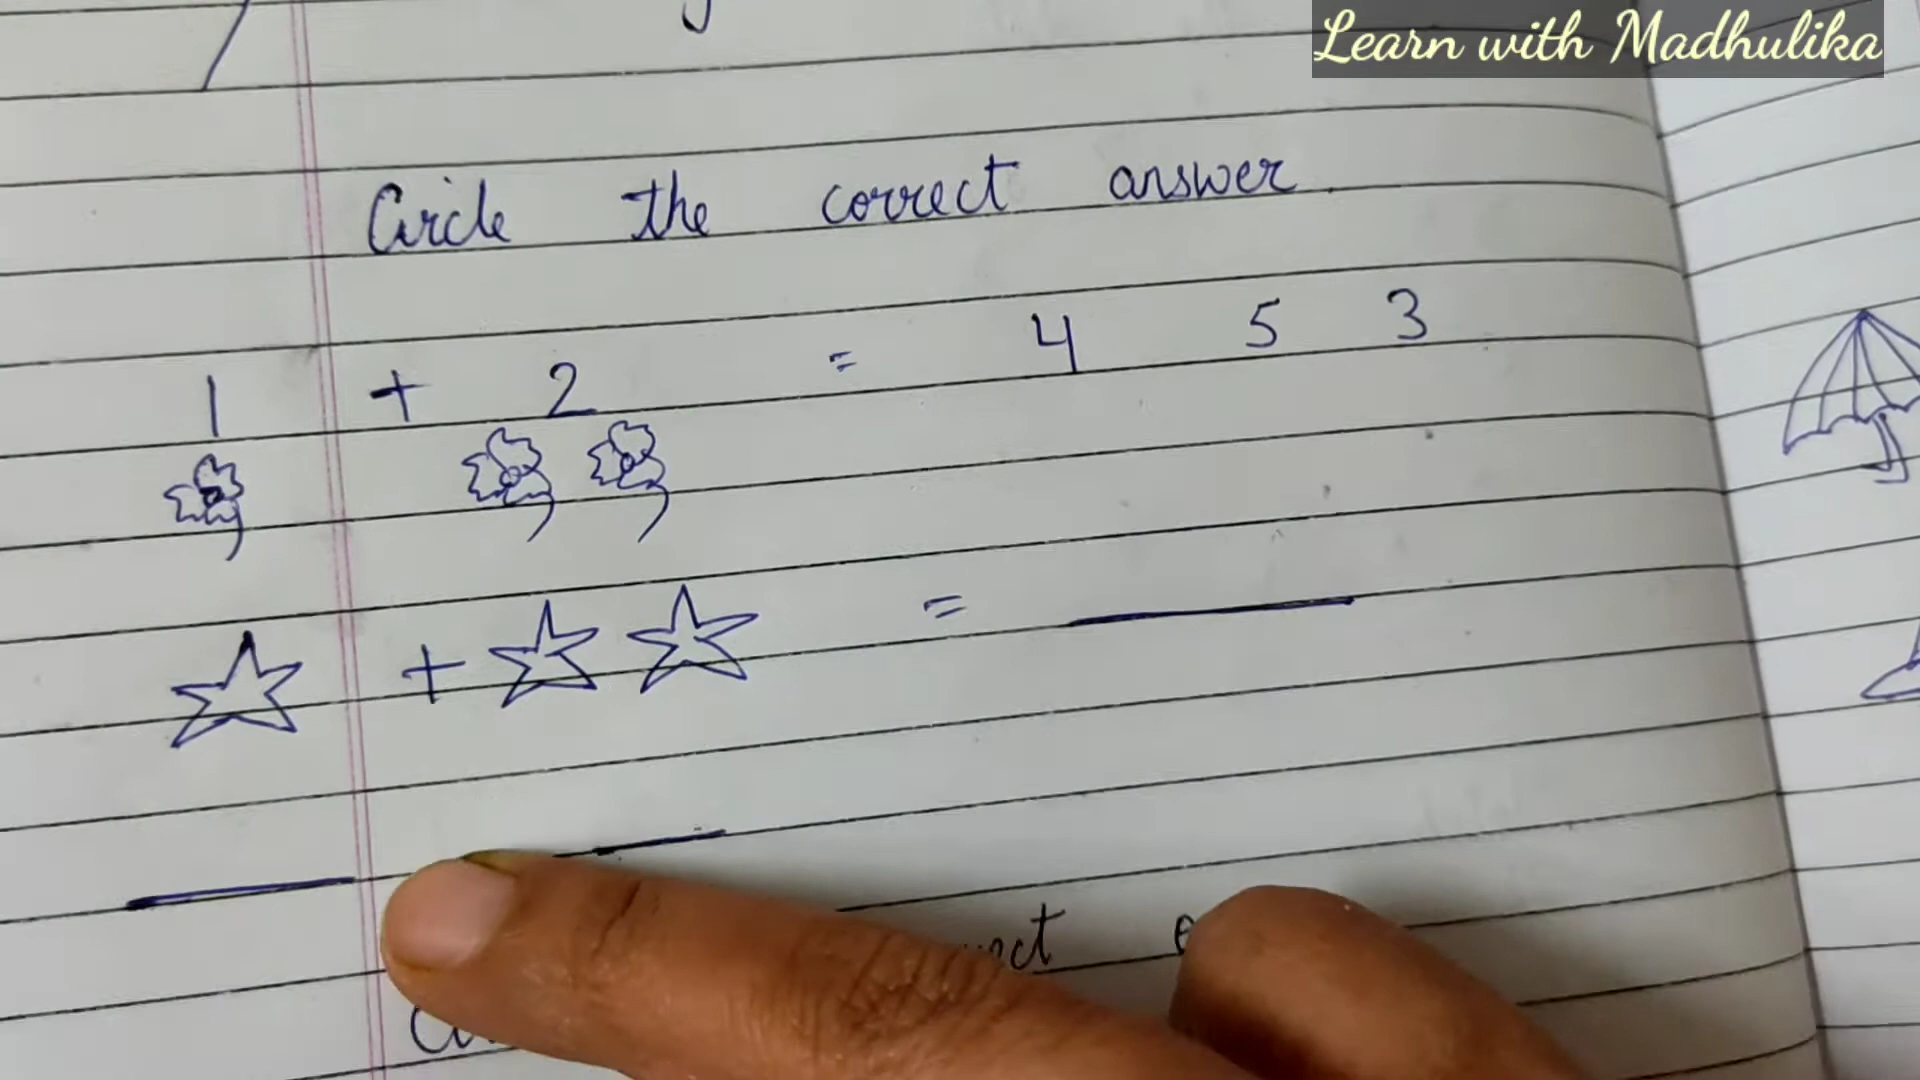 Learn with Madhulika
Circle the correct answer.
1 + 2 = 4 5 3
+ =